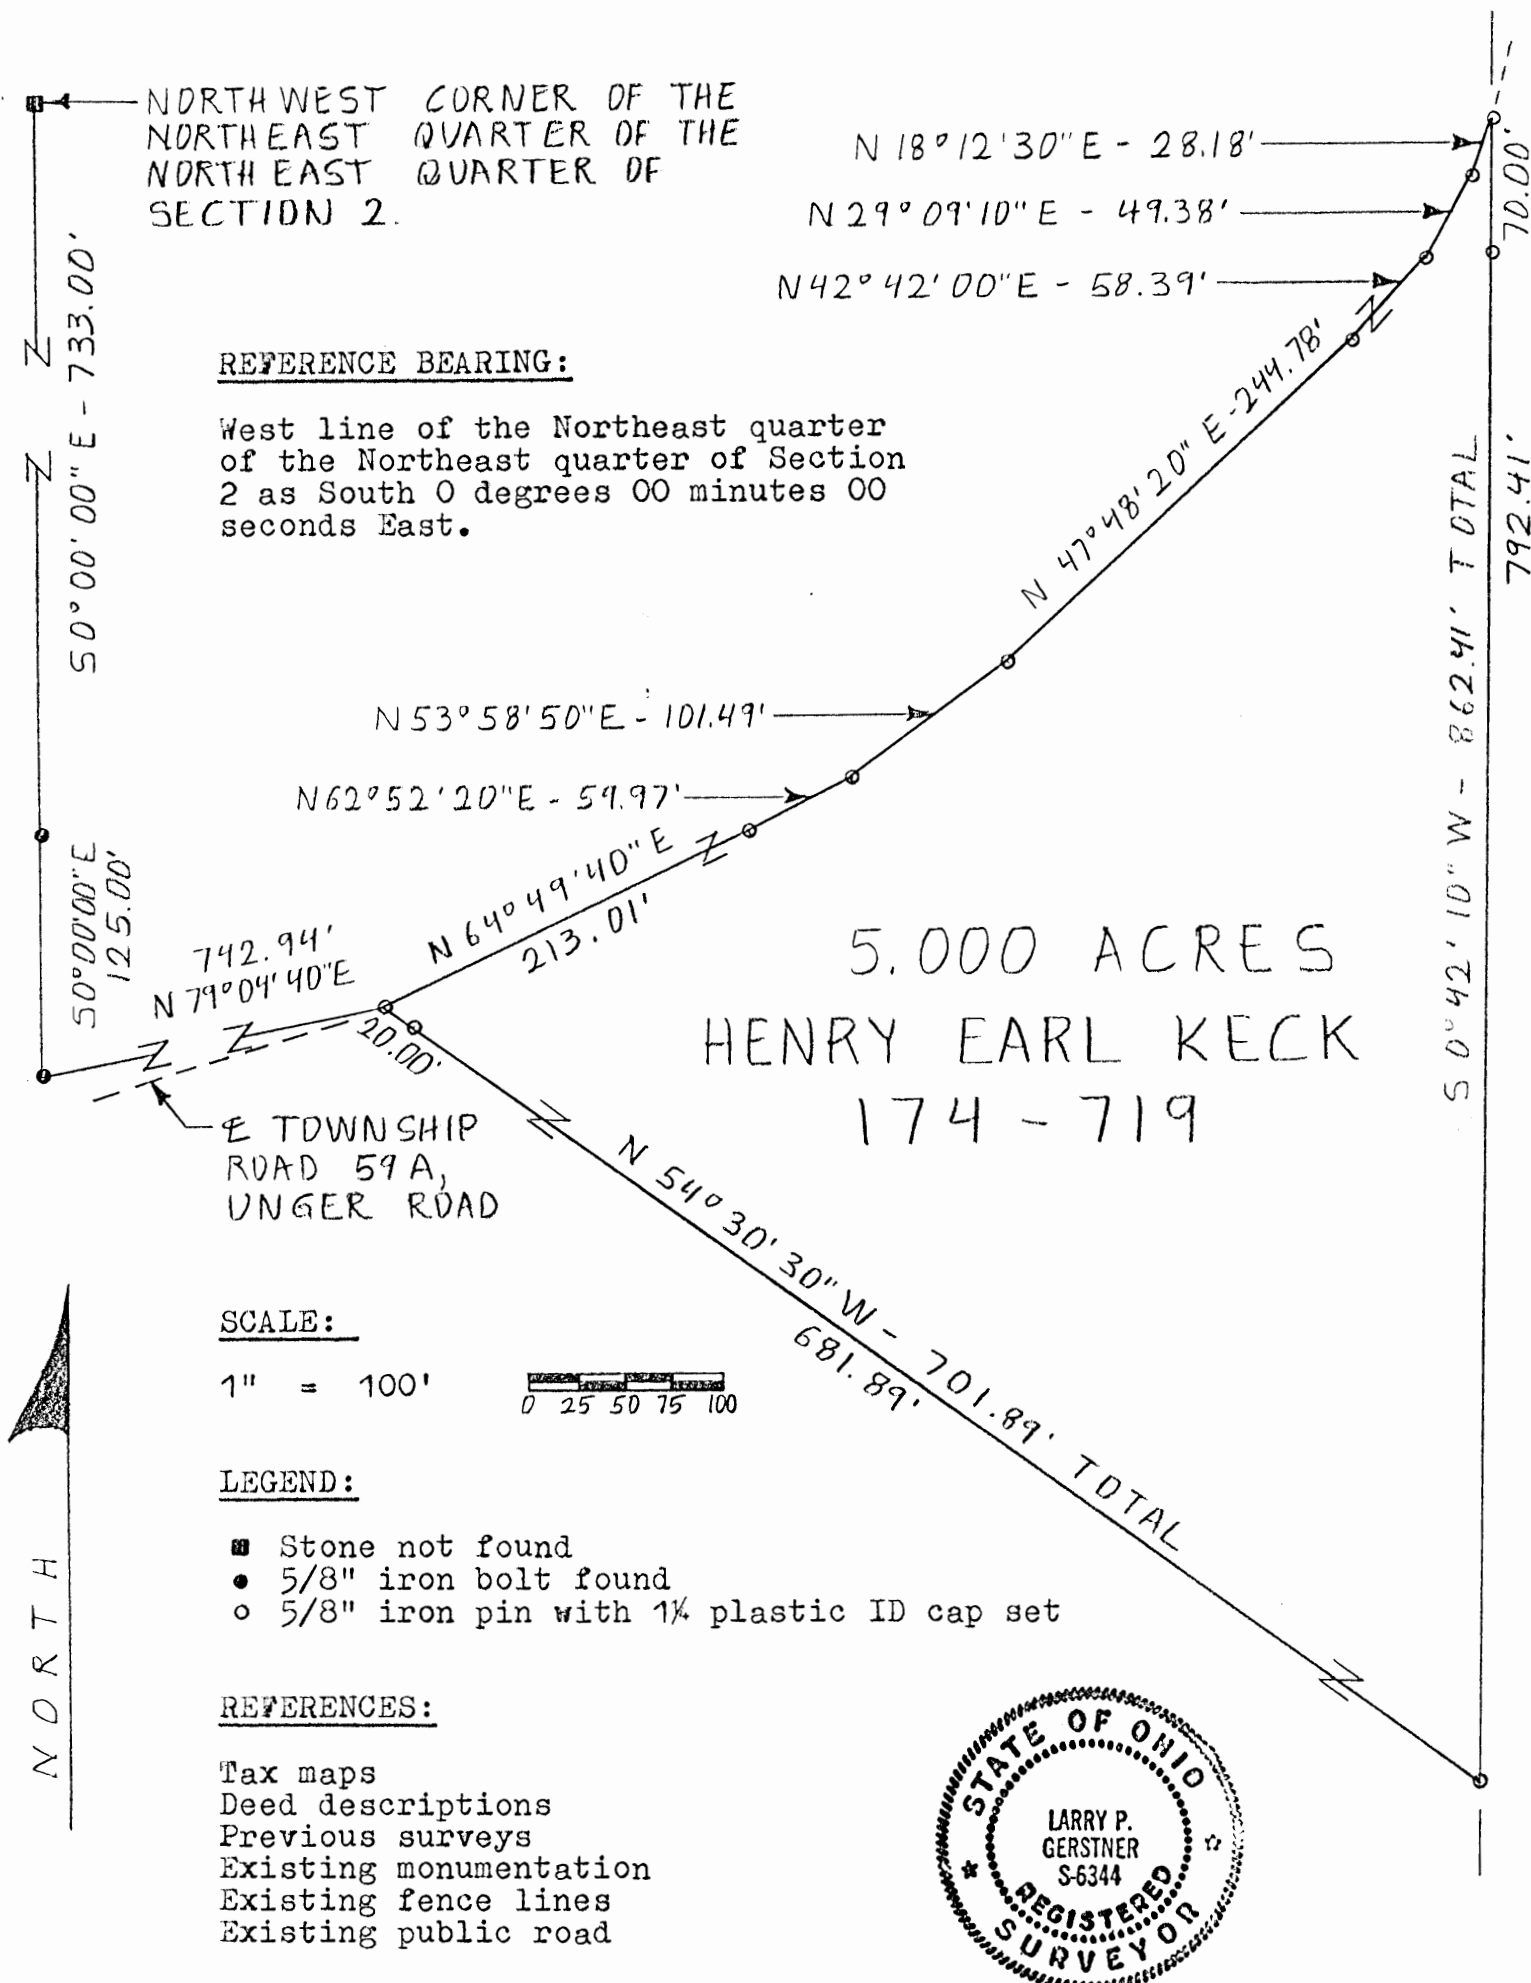 NORTHWEST CORNER OF THE
NORTHEAST QUARTER OF THE
NORTHEAST QUARTER OF
SECTION 2.
N 18°12'30"E - 28.18'
N 29°09'10"E - 49.38'
N 42°42'00"E - 58.39'
70.00'
S0°00'00"E - 733.00'
REFERENCE BEARING:
West line of the Northeast quarter
of the Northeast quarter of Section
2 as South 0 degrees 00 minutes 00
seconds East.
N 47°48'20"E - 244.78'
S 0°42'10"W - 862.41' TOTAL
792.41'
N 53°58'50"E - 101.49'
N 62°52'20"E - 59.97'
N 64°49'40"E
213.01'
S0°00'00"E
125.00'
742.94'
N 79°04'40"E
20.00'
5.000 ACRES
HENRY EARL KECK
174-719
℄ TOWNSHIP
ROAD 59A,
UNGER ROAD
N 54°30'30"W - 701.89' TOTAL
681.89'
SCALE:
1" = 100'
0 25 50 75 100
LEGEND:
Stone not found
5/8" iron bolt found
5/8" iron pin with 1¼ plastic ID cap set
NORTH
REFERENCES:
Tax maps
Deed descriptions
Previous surveys
Existing monumentation
Existing fence lines
Existing public road
STATE OF OHIO
LARRY P.
GERSTNER
S-6344
REGISTERED
SURVEYOR